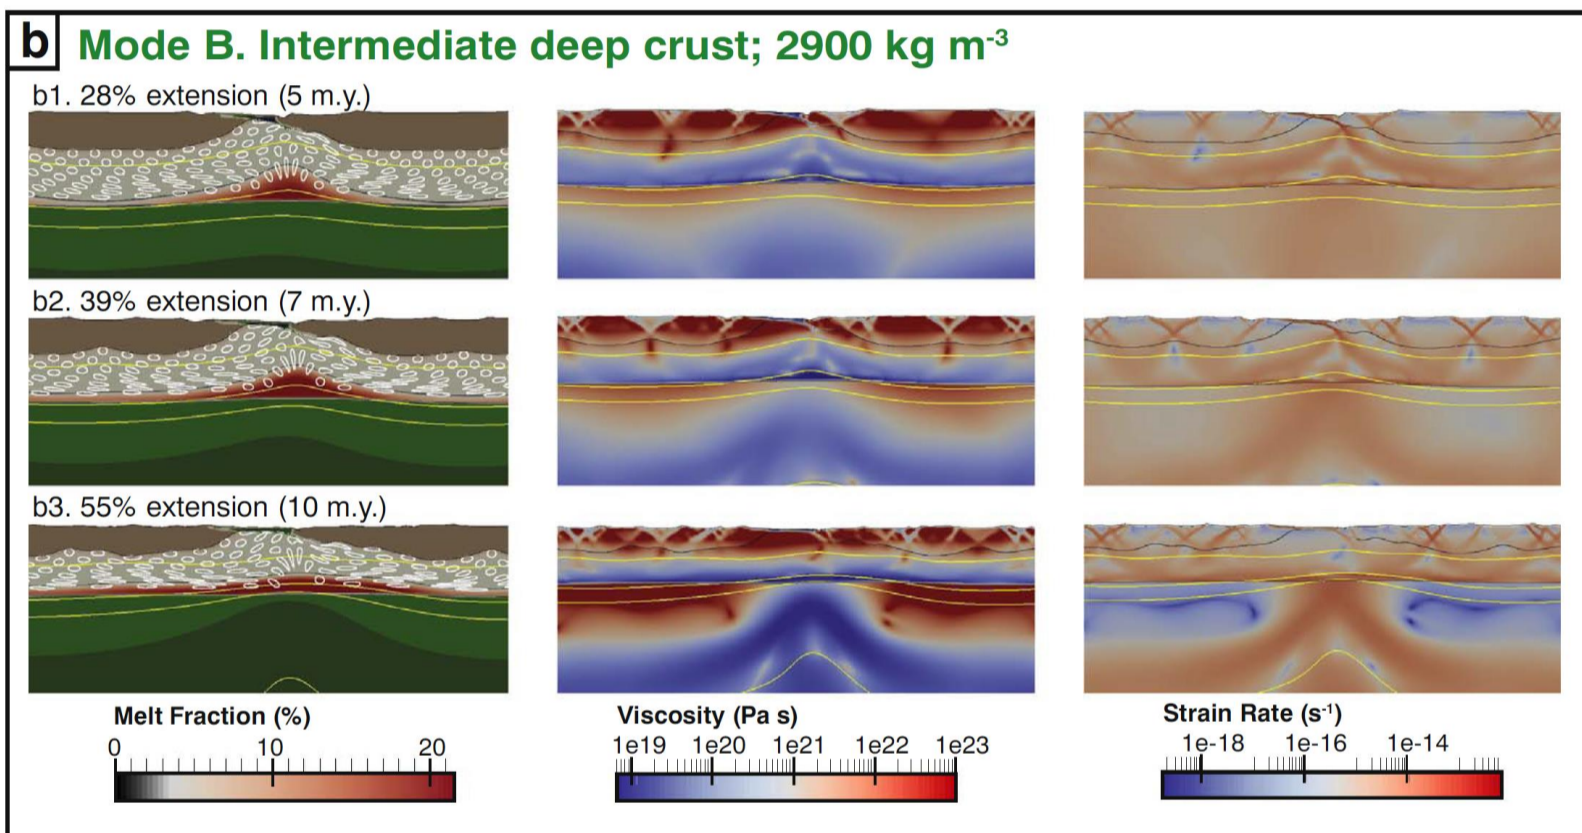 b Mode B. Intermediate deep crust; 2900 kg m⁻³
b1. 28% extension (5 m.y.)
b2. 39% extension (7 m.y.)
b3. 55% extension (10 m.y.)
Melt Fraction (%)
0 10 20
Viscosity (Pa s)
1e19 1e20 1e21 1e22 1e23
Strain Rate (s⁻¹)
1e-18 1e-16 1e-14